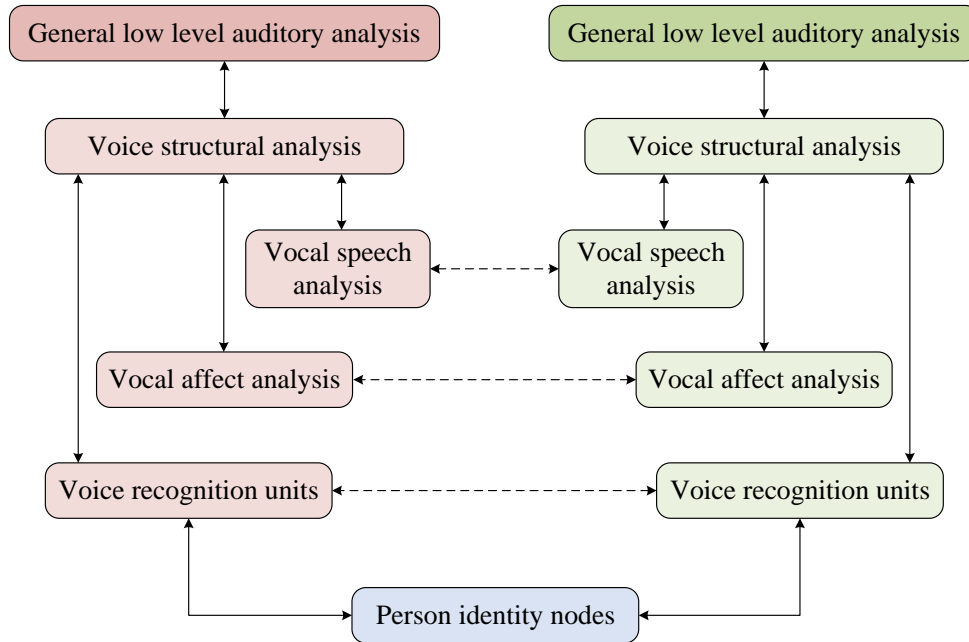 General low level auditory analysis
General low level auditory analysis
Voice structural analysis
Voice structural analysis
Vocal speech
analysis
Vocal speech
analysis
Vocal affect analysis
Vocal affect analysis
Voice recognition units
Voice recognition units
Person identity nodes